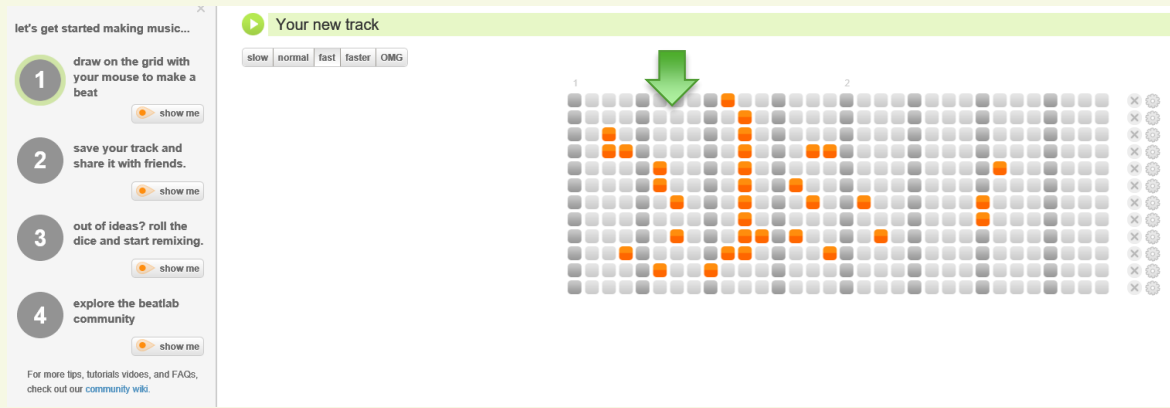 let's get started making music...
1
draw on the grid with
your mouse to make a
beat
show me
2
save your track and
share it with friends.
show me
3
out of ideas? roll the
dice and start remixing.
show me
4
explore the beatlab
community
show me
For more tips, tutorials vidoes, and FAQs,
check out our community wiki.
Your new track
slow normal fast faster OMG
1 2